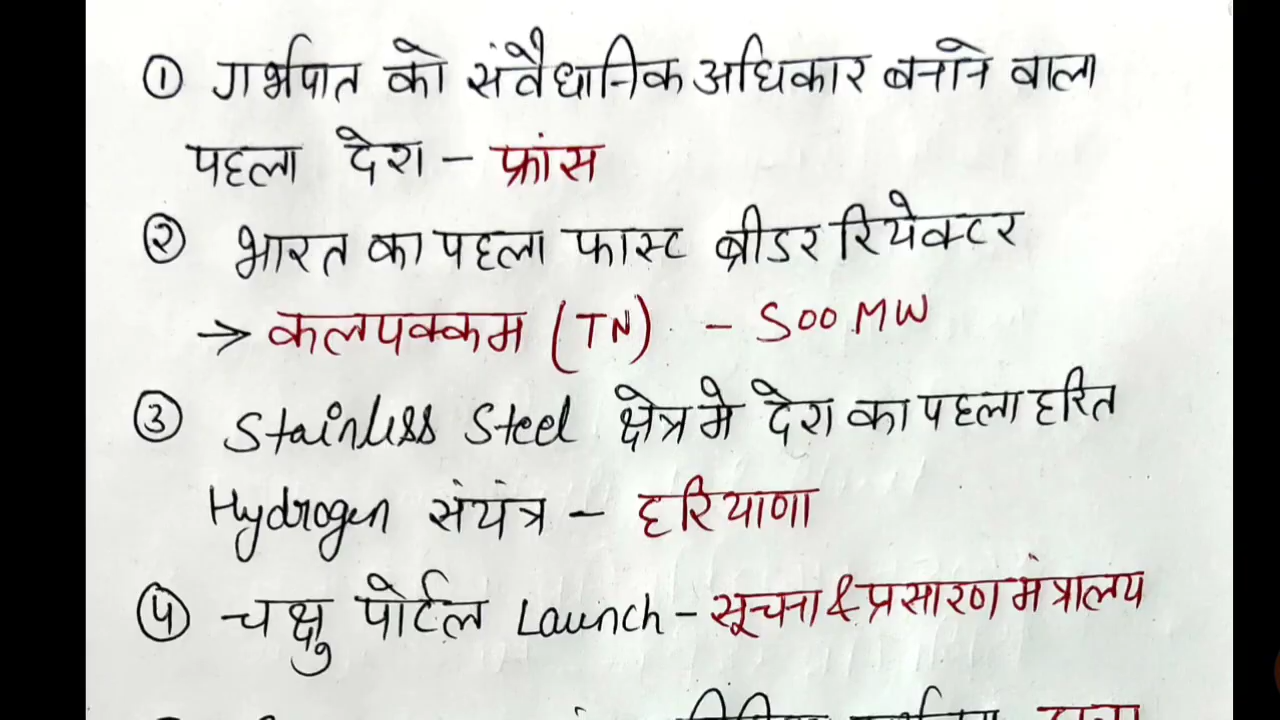 ① गर्भपात को संवैधानिक अधिकार बनाने वाला
पहला देश – फ्रांस
② भारत का पहला फास्ट ब्रीडर रियेक्टर
→ कलपक्कम (TN) – 500 MW
③ Stainless Steel क्षेत्र मे देश का पहला हरित
Hydrogen संयंत्र – हरियाणा
④ चक्षु पोर्टल Launch – सूचना & प्रसारण मंत्रालय